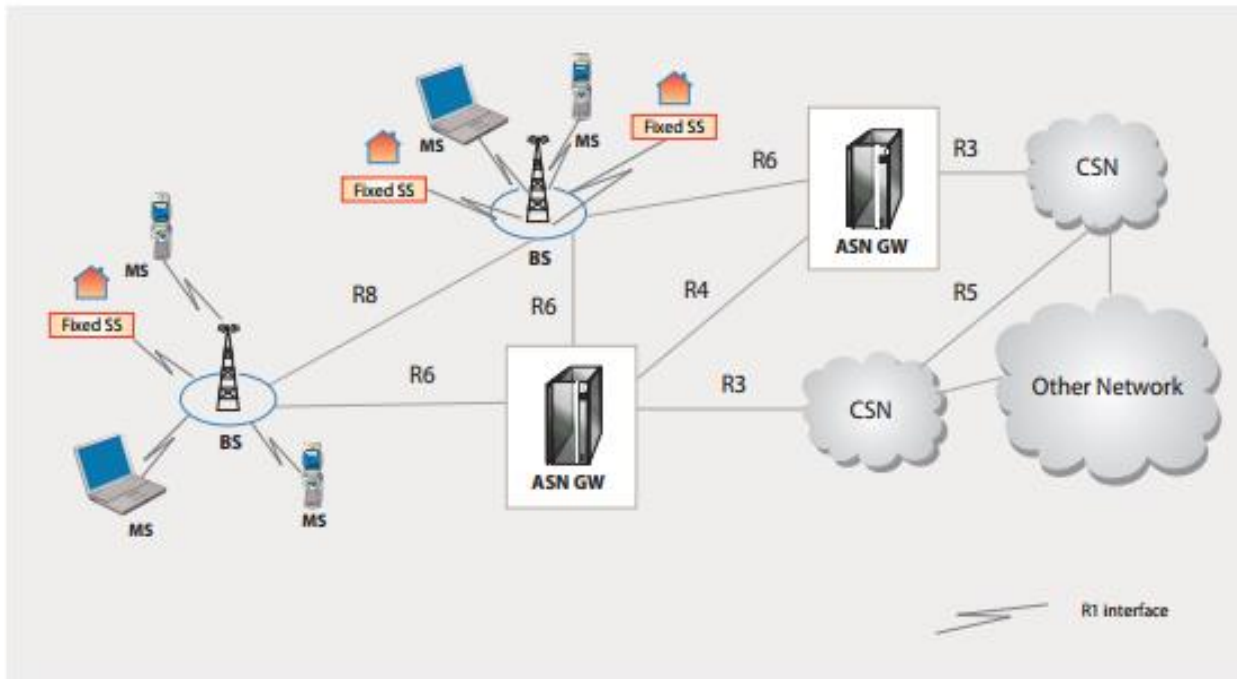 MS
MS
Fixed SS
Fixed SS
BS
R6
ASN GW
R3
CSN
MS
Fixed SS
BS
MS
MS
R8
R6
R6
R4
ASN GW
R3
R5
CSN
Other Network
R1 interface